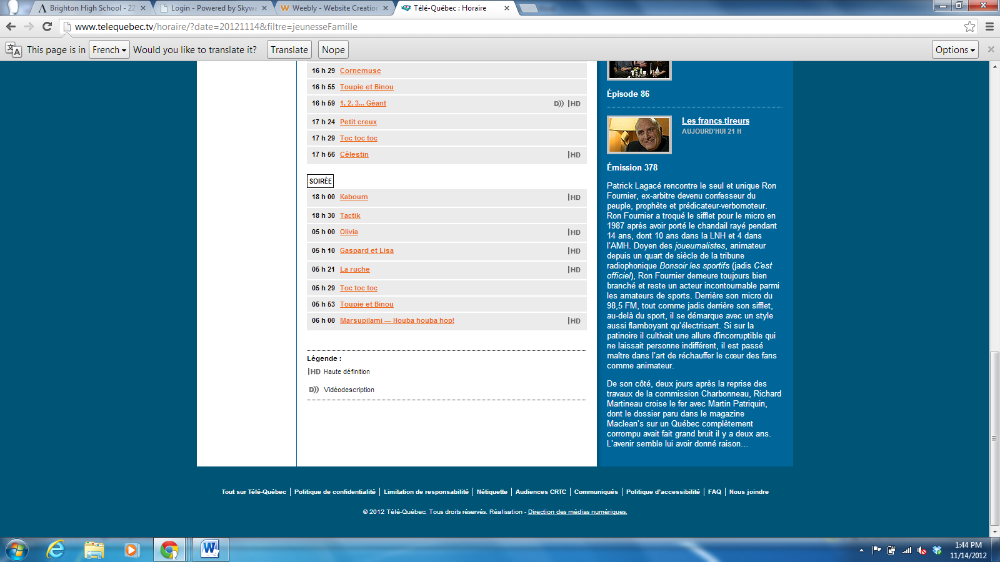 Brighton High School - 22
Login - Powered by Skywa
Weebly - Website Creation
Télé-Québec : Horaire
www.telequebec.tv/horaire/?date=20121114&filtre=jeunesseFamille
This page is in French Would you like to translate it? Translate Nope Options
16 h 29 Cornemuse
16 h 55 Toupie et Binou
16 h 59 1, 2, 3... Géant D)) HD
17 h 24 Petit creux
17 h 29 Toc toc toc
17 h 56 Célestin HD
SOIRÉE
18 h 00 Kaboum HD
18 h 30 Tactik
05 h 00 Olivia HD
05 h 10 Gaspard et Lisa HD
05 h 21 La ruche HD
05 h 29 Toc toc toc
05 h 53 Toupie et Binou
06 h 00 Marsupilami — Houba houba hop! HD
Légende :
HD Haute définition
D)) Vidéodescription
Épisode 86
Les francs-tireurs
AUJOURD'HUI 21 H
Émission 378
Patrick Lagacé rencontre le seul et unique Ron
Fournier, ex-arbitre devenu confesseur du
peuple, prophète et prédicateur-verbomoteur.
Ron Fournier a troqué le sifflet pour le micro en
1987 après avoir porté le chandail rayé pendant
14 ans, dont 10 ans dans la LNH et 4 dans
l'AMH. Doyen des joueurnalistes, animateur
depuis un quart de siècle de la tribune
radiophonique Bonsoir les sportifs (jadis C'est
officiel), Ron Fournier demeure toujours bien
branché et reste un acteur incontournable parmi
les amateurs de sports. Derrière son micro du
98,5 FM, tout comme jadis derrière son sifflet,
au-delà du sport, il se démarque avec un style
aussi flamboyant qu'électrisant. Si sur la
patinoire il cultivait une allure d'incorruptible qui
ne laissait personne indifférent, il est passé
maître dans l'art de réchauffer le cœur des fans
comme animateur.
De son côté, deux jours après la reprise des
travaux de la commission Charbonneau, Richard
Martineau croise le fer avec Martin Patriquin,
dont le dossier paru dans le magazine
Maclean's sur un Québec complètement
corrompu avait fait grand bruit il y a deux ans.
L'avenir semble lui avoir donné raison...
Tout sur Télé-Québec | Politique de confidentialité | Limitation de responsabilité | Nétiquette | Audiences CRTC | Communiqués | Politique d'accessibilité | FAQ | Nous joindre
© 2012 Télé-Québec. Tous droits réservés. Réalisation - Direction des médias numériques.
1:44 PM
11/14/2012